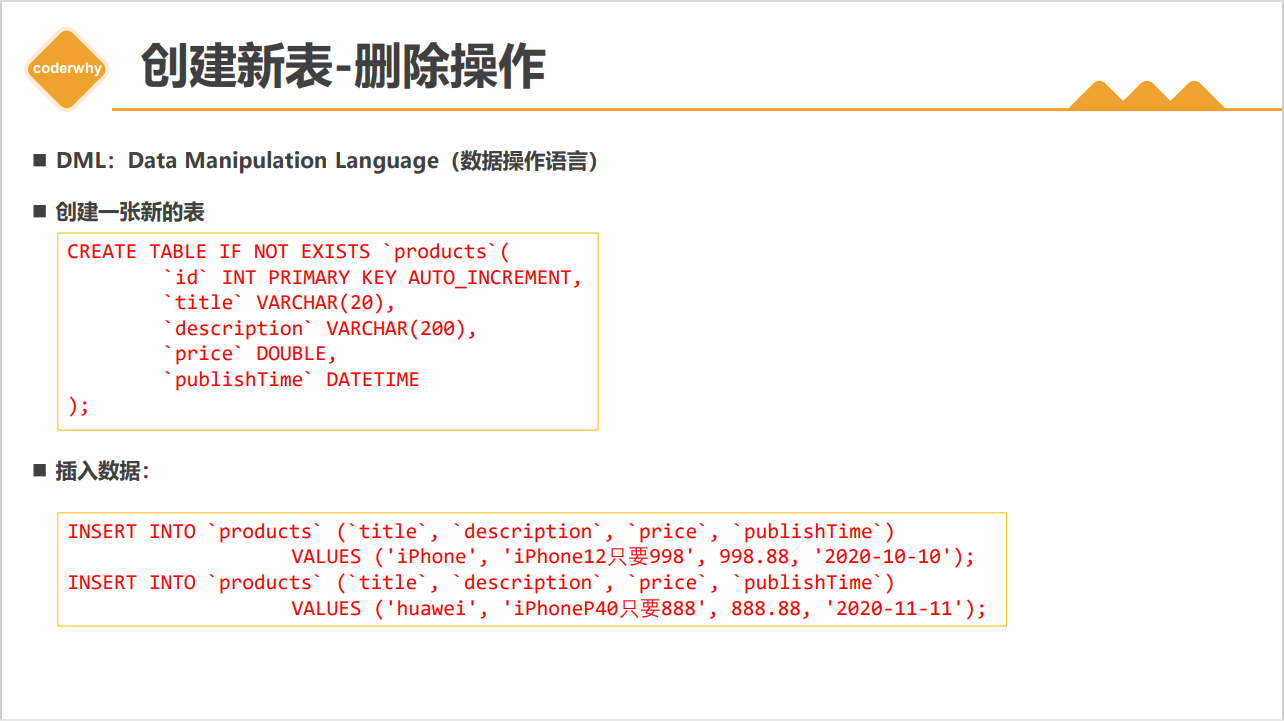 coderwhy
创建新表-删除操作
DML：Data Manipulation Language（数据操作语言）
创建一张新的表
CREATE TABLE IF NOT EXISTS `products`(
`id` INT PRIMARY KEY AUTO_INCREMENT,
`title` VARCHAR(20),
`description` VARCHAR(200),
`price` DOUBLE,
`publishTime` DATETIME
);
插入数据：
INSERT INTO `products` (`title`, `description`, `price`, `publishTime`)
VALUES ('iPhone', 'iPhone12只要998', 998.88, '2020-10-10');
INSERT INTO `products` (`title`, `description`, `price`, `publishTime`)
VALUES ('huawei', 'iPhoneP40只要888', 888.88, '2020-11-11');